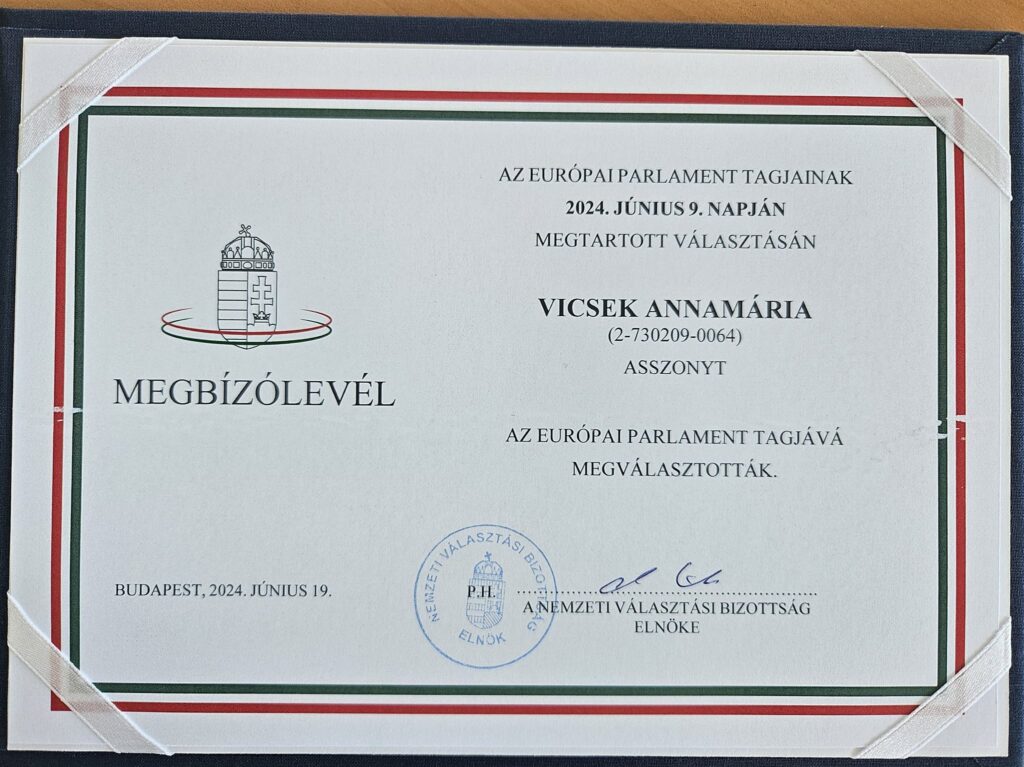 MEGBÍZÓLEVÉL
AZ EURÓPAI PARLAMENT TAGJAINAK
2024. JÚNIUS 9. NAPJÁN
MEGTARTOTT VÁLASZTÁSÁN
VICSEK ANNAMÁRIA
(2-730209-0064)
ASSZONYT
AZ EURÓPAI PARLAMENT TAGJÁVÁ
MEGVÁLASZTOTTÁK.
BUDAPEST, 2024. JÚNIUS 19.
NEMZETI VÁLASZTÁSI BIZOTTSÁG
P.H.
ELNÖK
A NEMZETI VÁLASZTÁSI BIZOTTSÁG
ELNÖKE